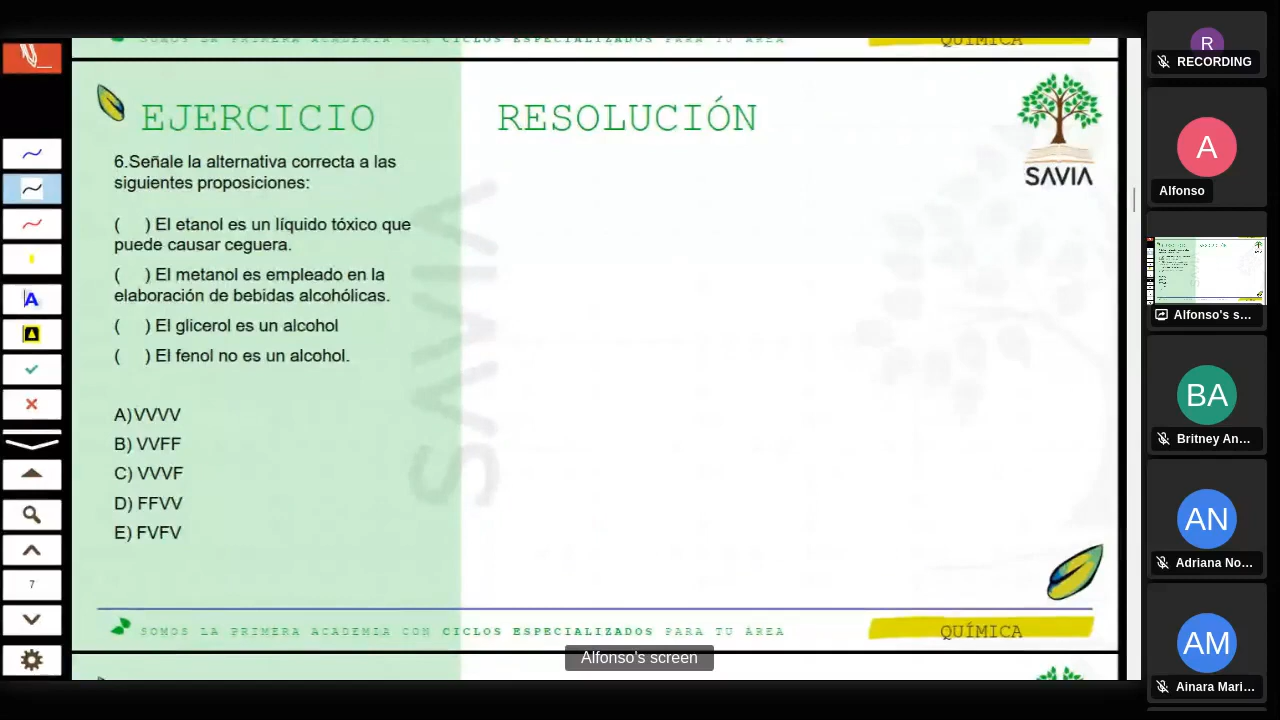 SOMOS LA PRIMERA ACADEMIA CON CICLOS ESPECIALIZADOS PARA TU ÁREA
QUÍMICA
EJERCICIO
RESOLUCIÓN
SAVIA
6.Señale la alternativa correcta a las
siguientes proposiciones:
( ) El etanol es un líquido tóxico que
puede causar ceguera.
( ) El metanol es empleado en la
elaboración de bebidas alcohólicas.
( ) El glicerol es un alcohol
( ) El fenol no es un alcohol.
A) VVVV
B) VVFF
C) VVVF
D) FFVV
E) FVFV
SAVIA
SOMOS LA PRIMERA ACADEMIA CON CICLOS ESPECIALIZADOS PARA TU ÁREA
QUÍMICA
Alfonso's screen
A
7
R
RECORDING
A
Alfonso
Alfonso's s...
BA
Britney An...
AN
Adriana No...
AM
Ainara Mari...